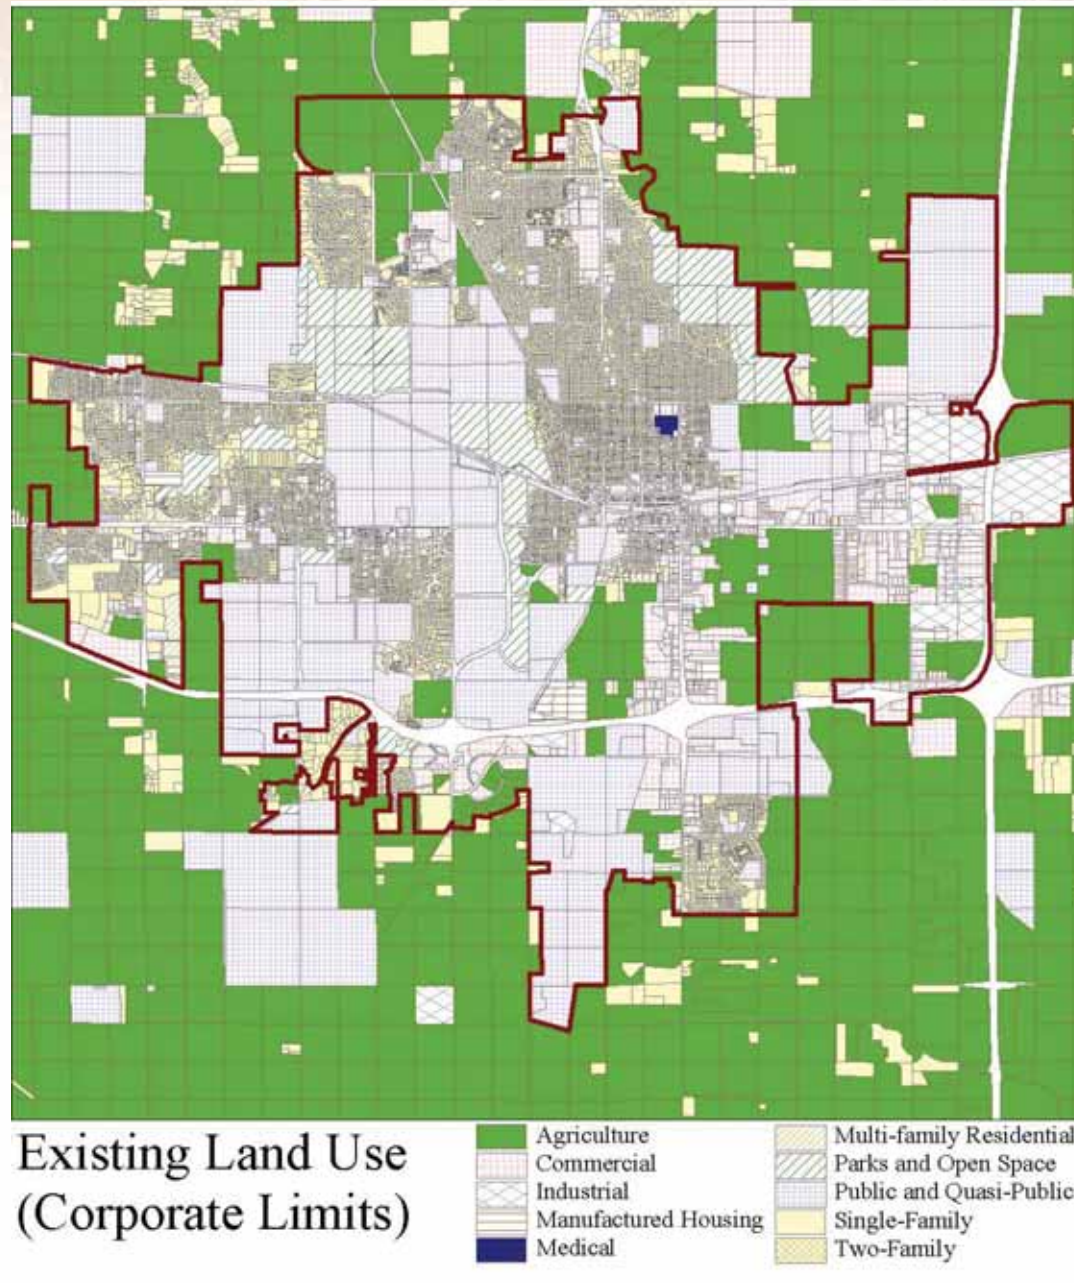 Existing Land Use
(Corporate Limits)
Agriculture
Commercial
Industrial
Manufactured Housing
Medical
Multi-family Residential
Parks and Open Space
Public and Quasi-Public
Single-Family
Two-Family